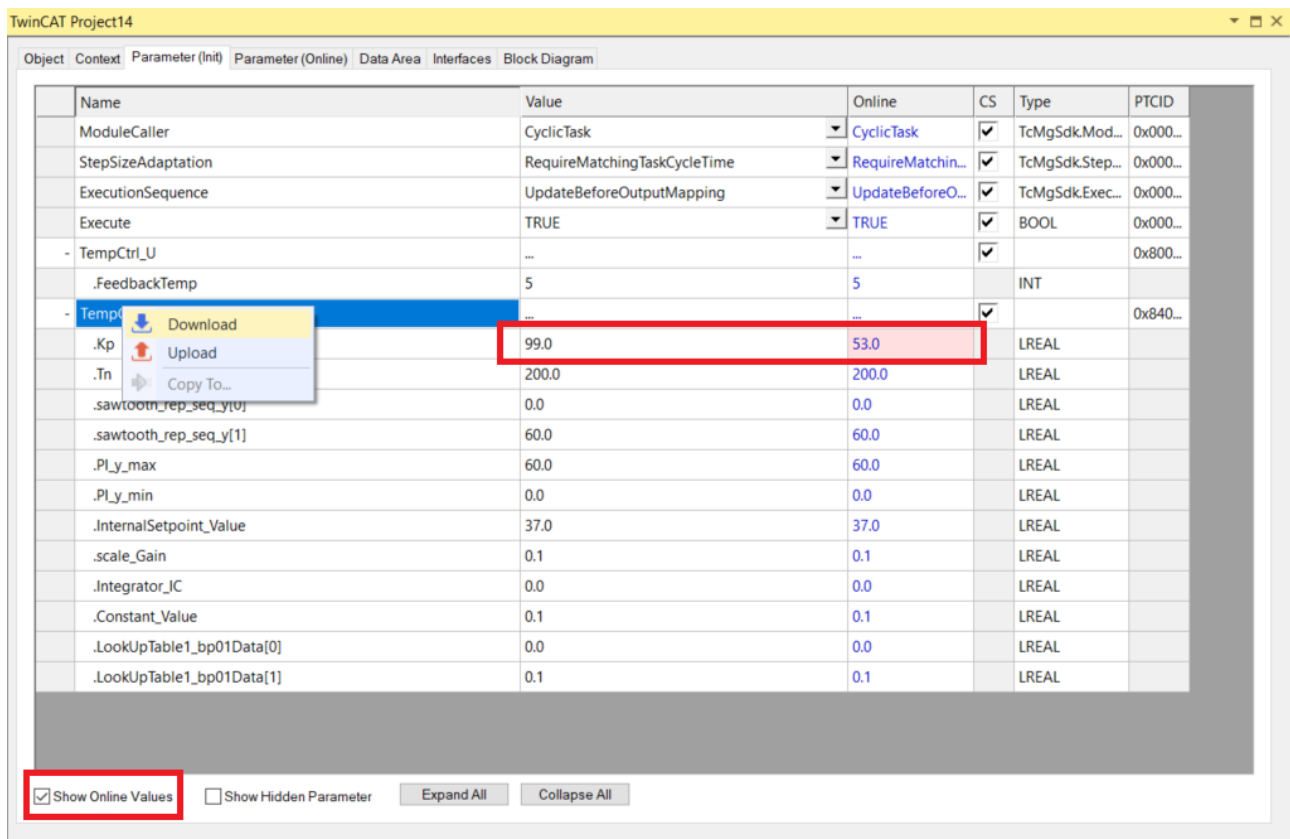 TwinCAT Project14
Object Context Parameter (Init) Parameter (Online) Data Area Interfaces Block Diagram
Name Value Online CS Type PTCID
ModuleCaller CyclicTask CyclicTask TcMgSdk.Mod... 0x000...
StepSizeAdaptation RequireMatchingTaskCycleTime RequireMatchin... TcMgSdk.Step... 0x000...
ExecutionSequence UpdateBeforeOutputMapping UpdateBeforeO... TcMgSdk.Exec... 0x000...
Execute TRUE TRUE BOOL 0x000...
- TempCtrl_U ... ... 0x800...
.FeedbackTemp 5 5 INT
- Temp ... ... 0x840...
Download
.Kp 99.0 53.0 LREAL
Upload
.Tn 200.0 200.0 LREAL
Copy To...
.sawtooth_rep_seq_y[0] 0.0 0.0 LREAL
.sawtooth_rep_seq_y[1] 60.0 60.0 LREAL
.PI_y_max 60.0 60.0 LREAL
.PI_y_min 0.0 0.0 LREAL
.InternalSetpoint_Value 37.0 37.0 LREAL
.scale_Gain 0.1 0.1 LREAL
.Integrator_IC 0.0 0.0 LREAL
.Constant_Value 0.1 0.1 LREAL
.LookUpTable1_bp01Data[0] 0.0 0.0 LREAL
.LookUpTable1_bp01Data[1] 0.1 0.1 LREAL
Show Online Values Show Hidden Parameter Expand All Collapse All